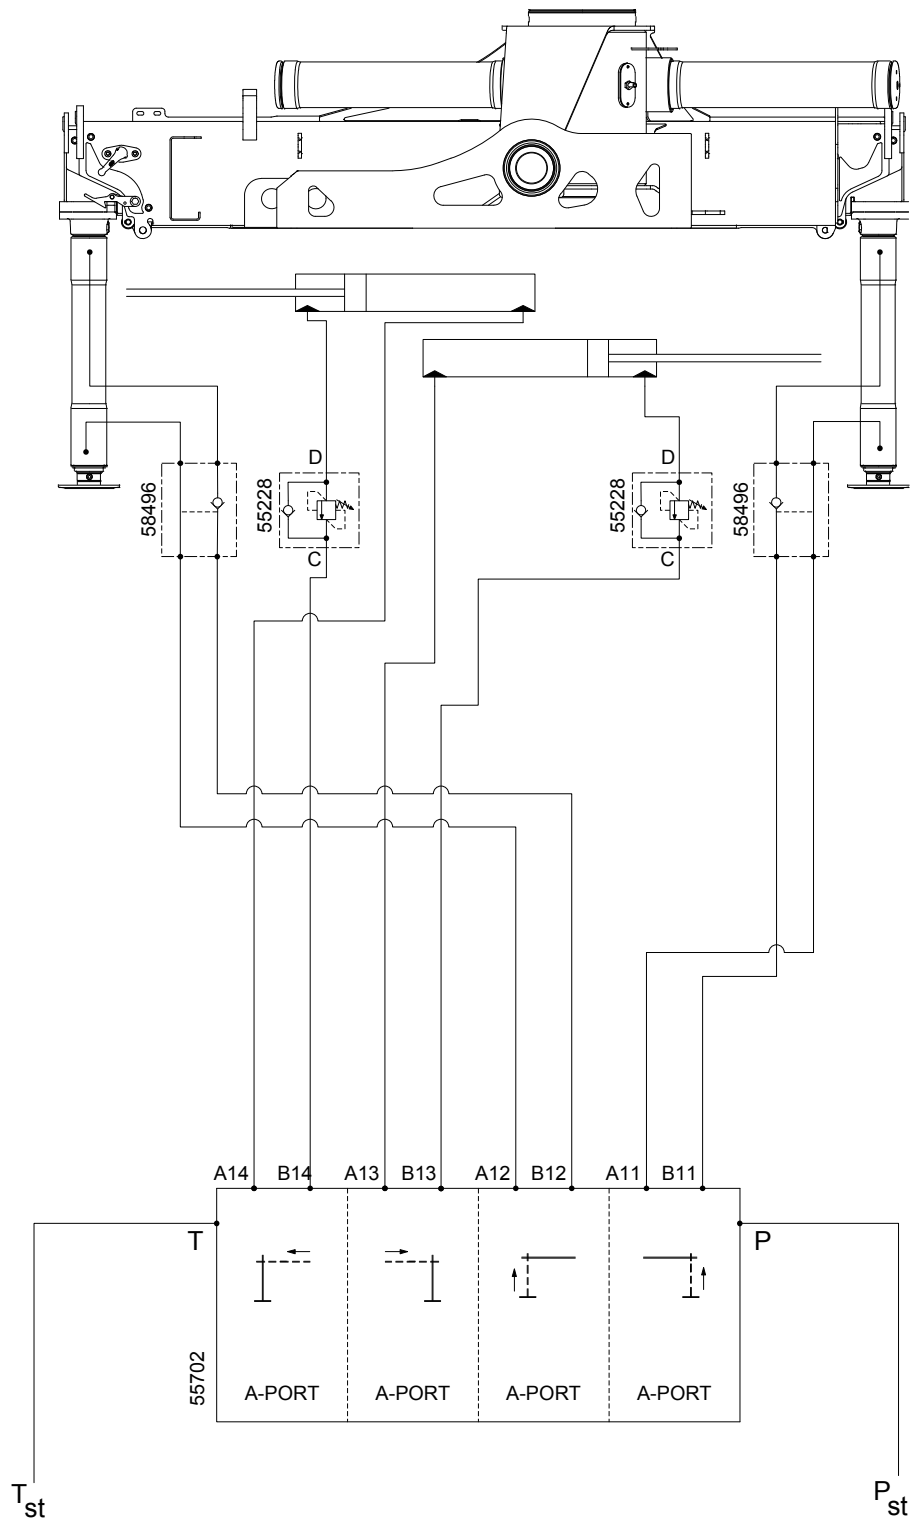 D
D
58496
55228
55228
58496
C
C
A14 B14 A13 B13 A12 B12 A11 B11
T
P
55702
A-PORT A-PORT A-PORT A-PORT
Tst
Pst